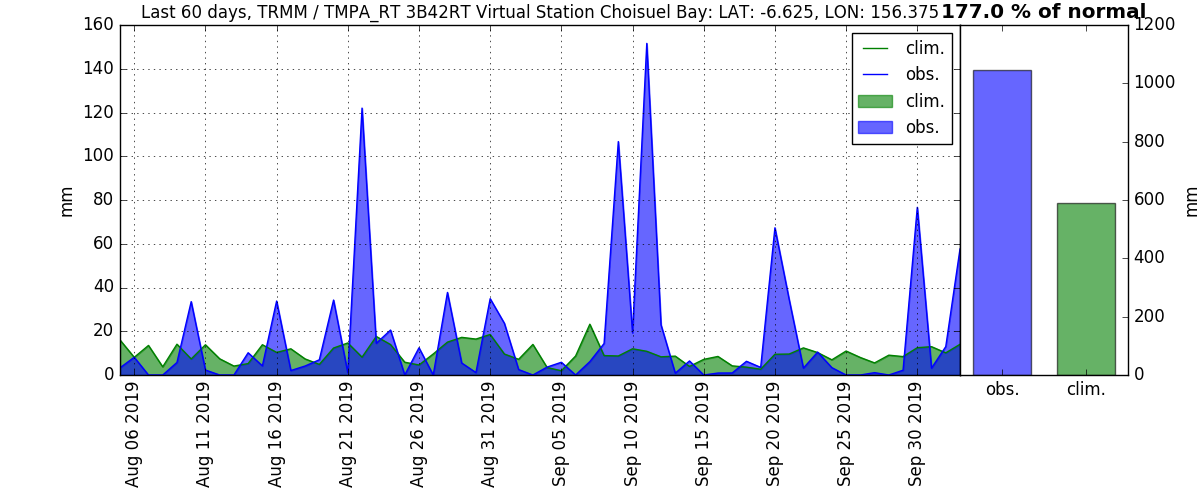 Last 60 days, TRMM / TMPA_RT 3B42RT Virtual Station Choisuel Bay: LAT: -6.625, LON: 156.375
177.0 % of normal
160
140
120
100
80
60
40
20
0
mm
clim.
obs.
clim.
obs.
Aug 06 2019
Aug 11 2019
Aug 16 2019
Aug 21 2019
Aug 26 2019
Aug 31 2019
Sep 05 2019
Sep 10 2019
Sep 15 2019
Sep 20 2019
Sep 25 2019
Sep 30 2019
1200
1000
800
600
400
200
0
mm
obs.
clim.